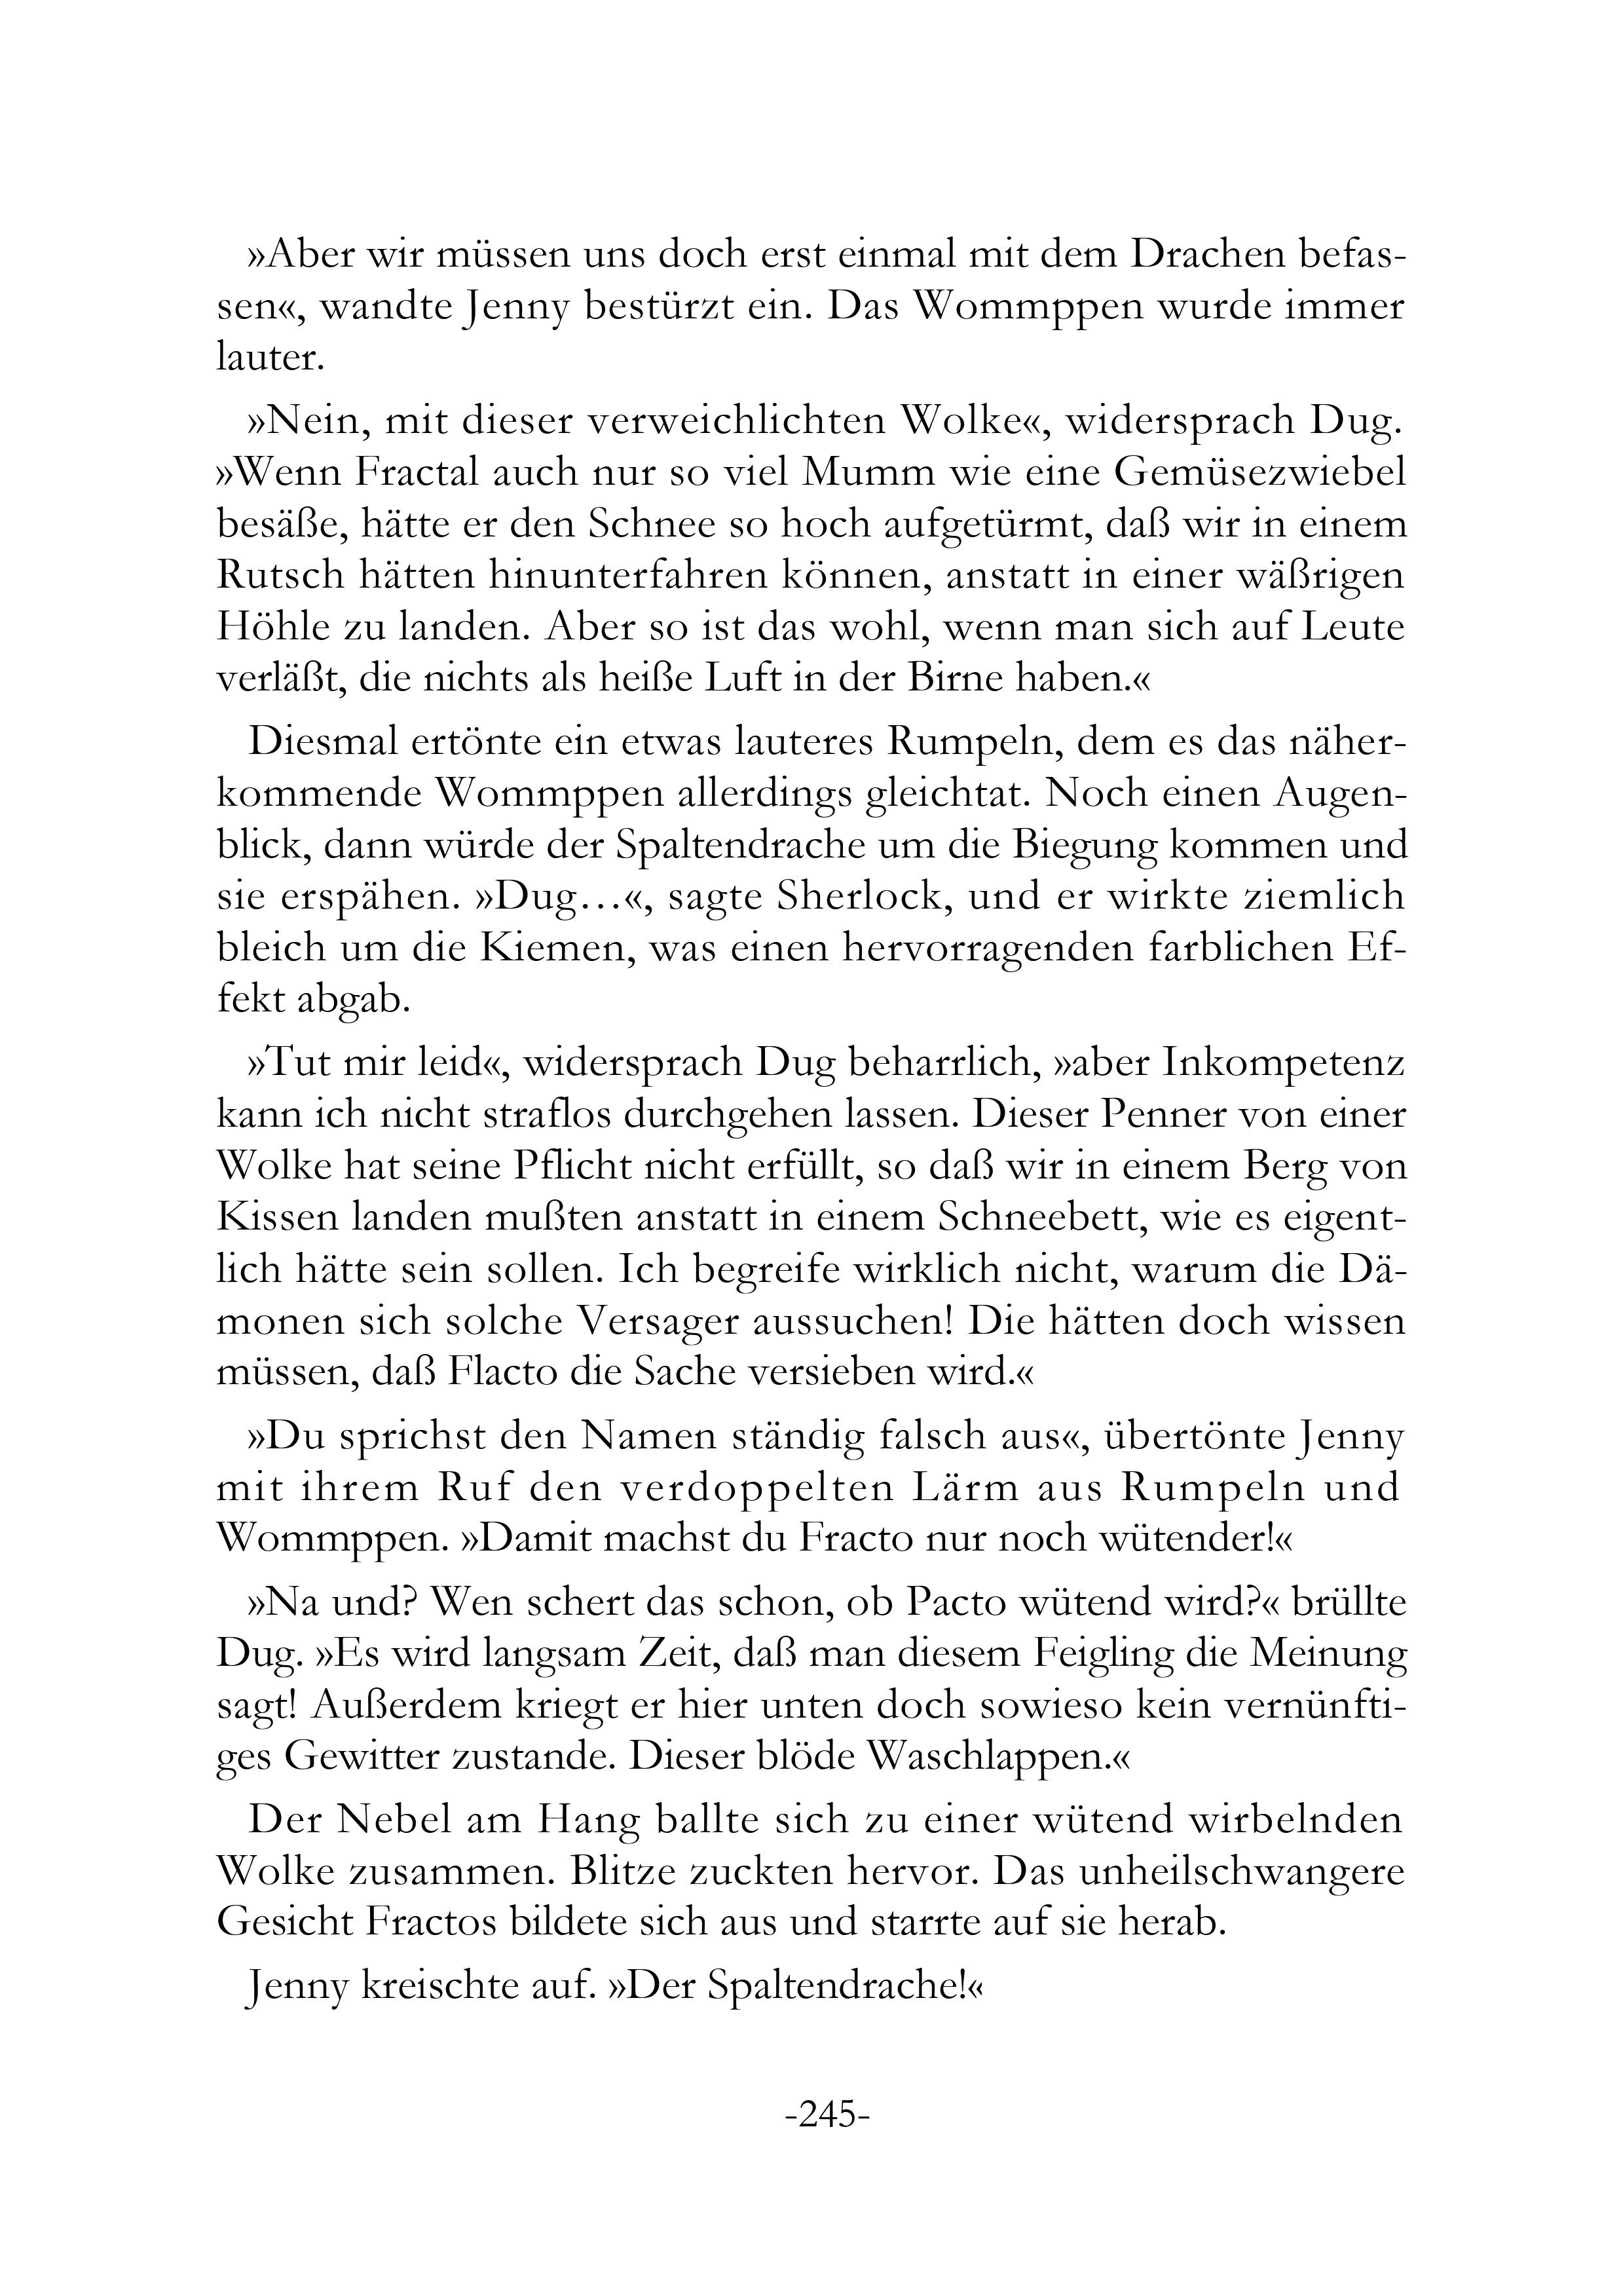 »Aber wir müssen uns doch erst einmal mit dem Drachen befas-
sen«, wandte Jenny bestürzt ein. Das Wommppen wurde immer
lauter.
»Nein, mit dieser verweichlichten Wolke«, widersprach Dug.
»Wenn Fractal auch nur so viel Mumm wie eine Gemüsezwiebel
besäße, hätte er den Schnee so hoch aufgetürmt, daß wir in einem
Rutsch hätten hinunterfahren können, anstatt in einer wäßrigen
Höhle zu landen. Aber so ist das wohl, wenn man sich auf Leute
verläßt, die nichts als heiße Luft in der Birne haben.«
Diesmal ertönte ein etwas lauteres Rumpeln, dem es das näher-
kommende Wommppen allerdings gleichtat. Noch einen Augen-
blick, dann würde der Spaltendrache um die Biegung kommen und
sie erspähen. »Dug…«, sagte Sherlock, und er wirkte ziemlich
bleich um die Kiemen, was einen hervorragenden farblichen Ef-
fekt abgab.
»Tut mir leid«, widersprach Dug beharrlich, »aber Inkompetenz
kann ich nicht straflos durchgehen lassen. Dieser Penner von einer
Wolke hat seine Pflicht nicht erfüllt, so daß wir in einem Berg von
Kissen landen mußten anstatt in einem Schneebett, wie es eigent-
lich hätte sein sollen. Ich begreife wirklich nicht, warum die Dä-
monen sich solche Versager aussuchen! Die hätten doch wissen
müssen, daß Flacto die Sache versieben wird.«
»Du sprichst den Namen ständig falsch aus«, übertönte Jenny
mit ihrem Ruf den verdoppelten Lärm aus Rumpeln und
Wommppen. »Damit machst du Fracto nur noch wütender!«
»Na und? Wen schert das schon, ob Pacto wütend wird?« brüllte
Dug. »Es wird langsam Zeit, daß man diesem Feigling die Meinung
sagt! Außerdem kriegt er hier unten doch sowieso kein vernünfti-
ges Gewitter zustande. Dieser blöde Waschlappen.«
Der Nebel am Hang ballte sich zu einer wütend wirbelnden
Wolke zusammen. Blitze zuckten hervor. Das unheilschwangere
Gesicht Fractos bildete sich aus und starrte auf sie herab.
Jenny kreischte auf. »Der Spaltendrache!«
-245-